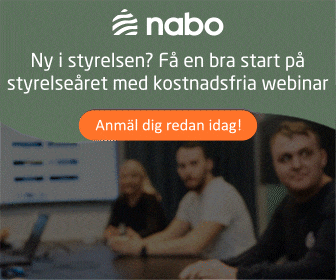 nabo
Ny i styrelsen? Få en bra start på
styrelseåret med kostnadsfria webinar
Anmäl dig redan idag!